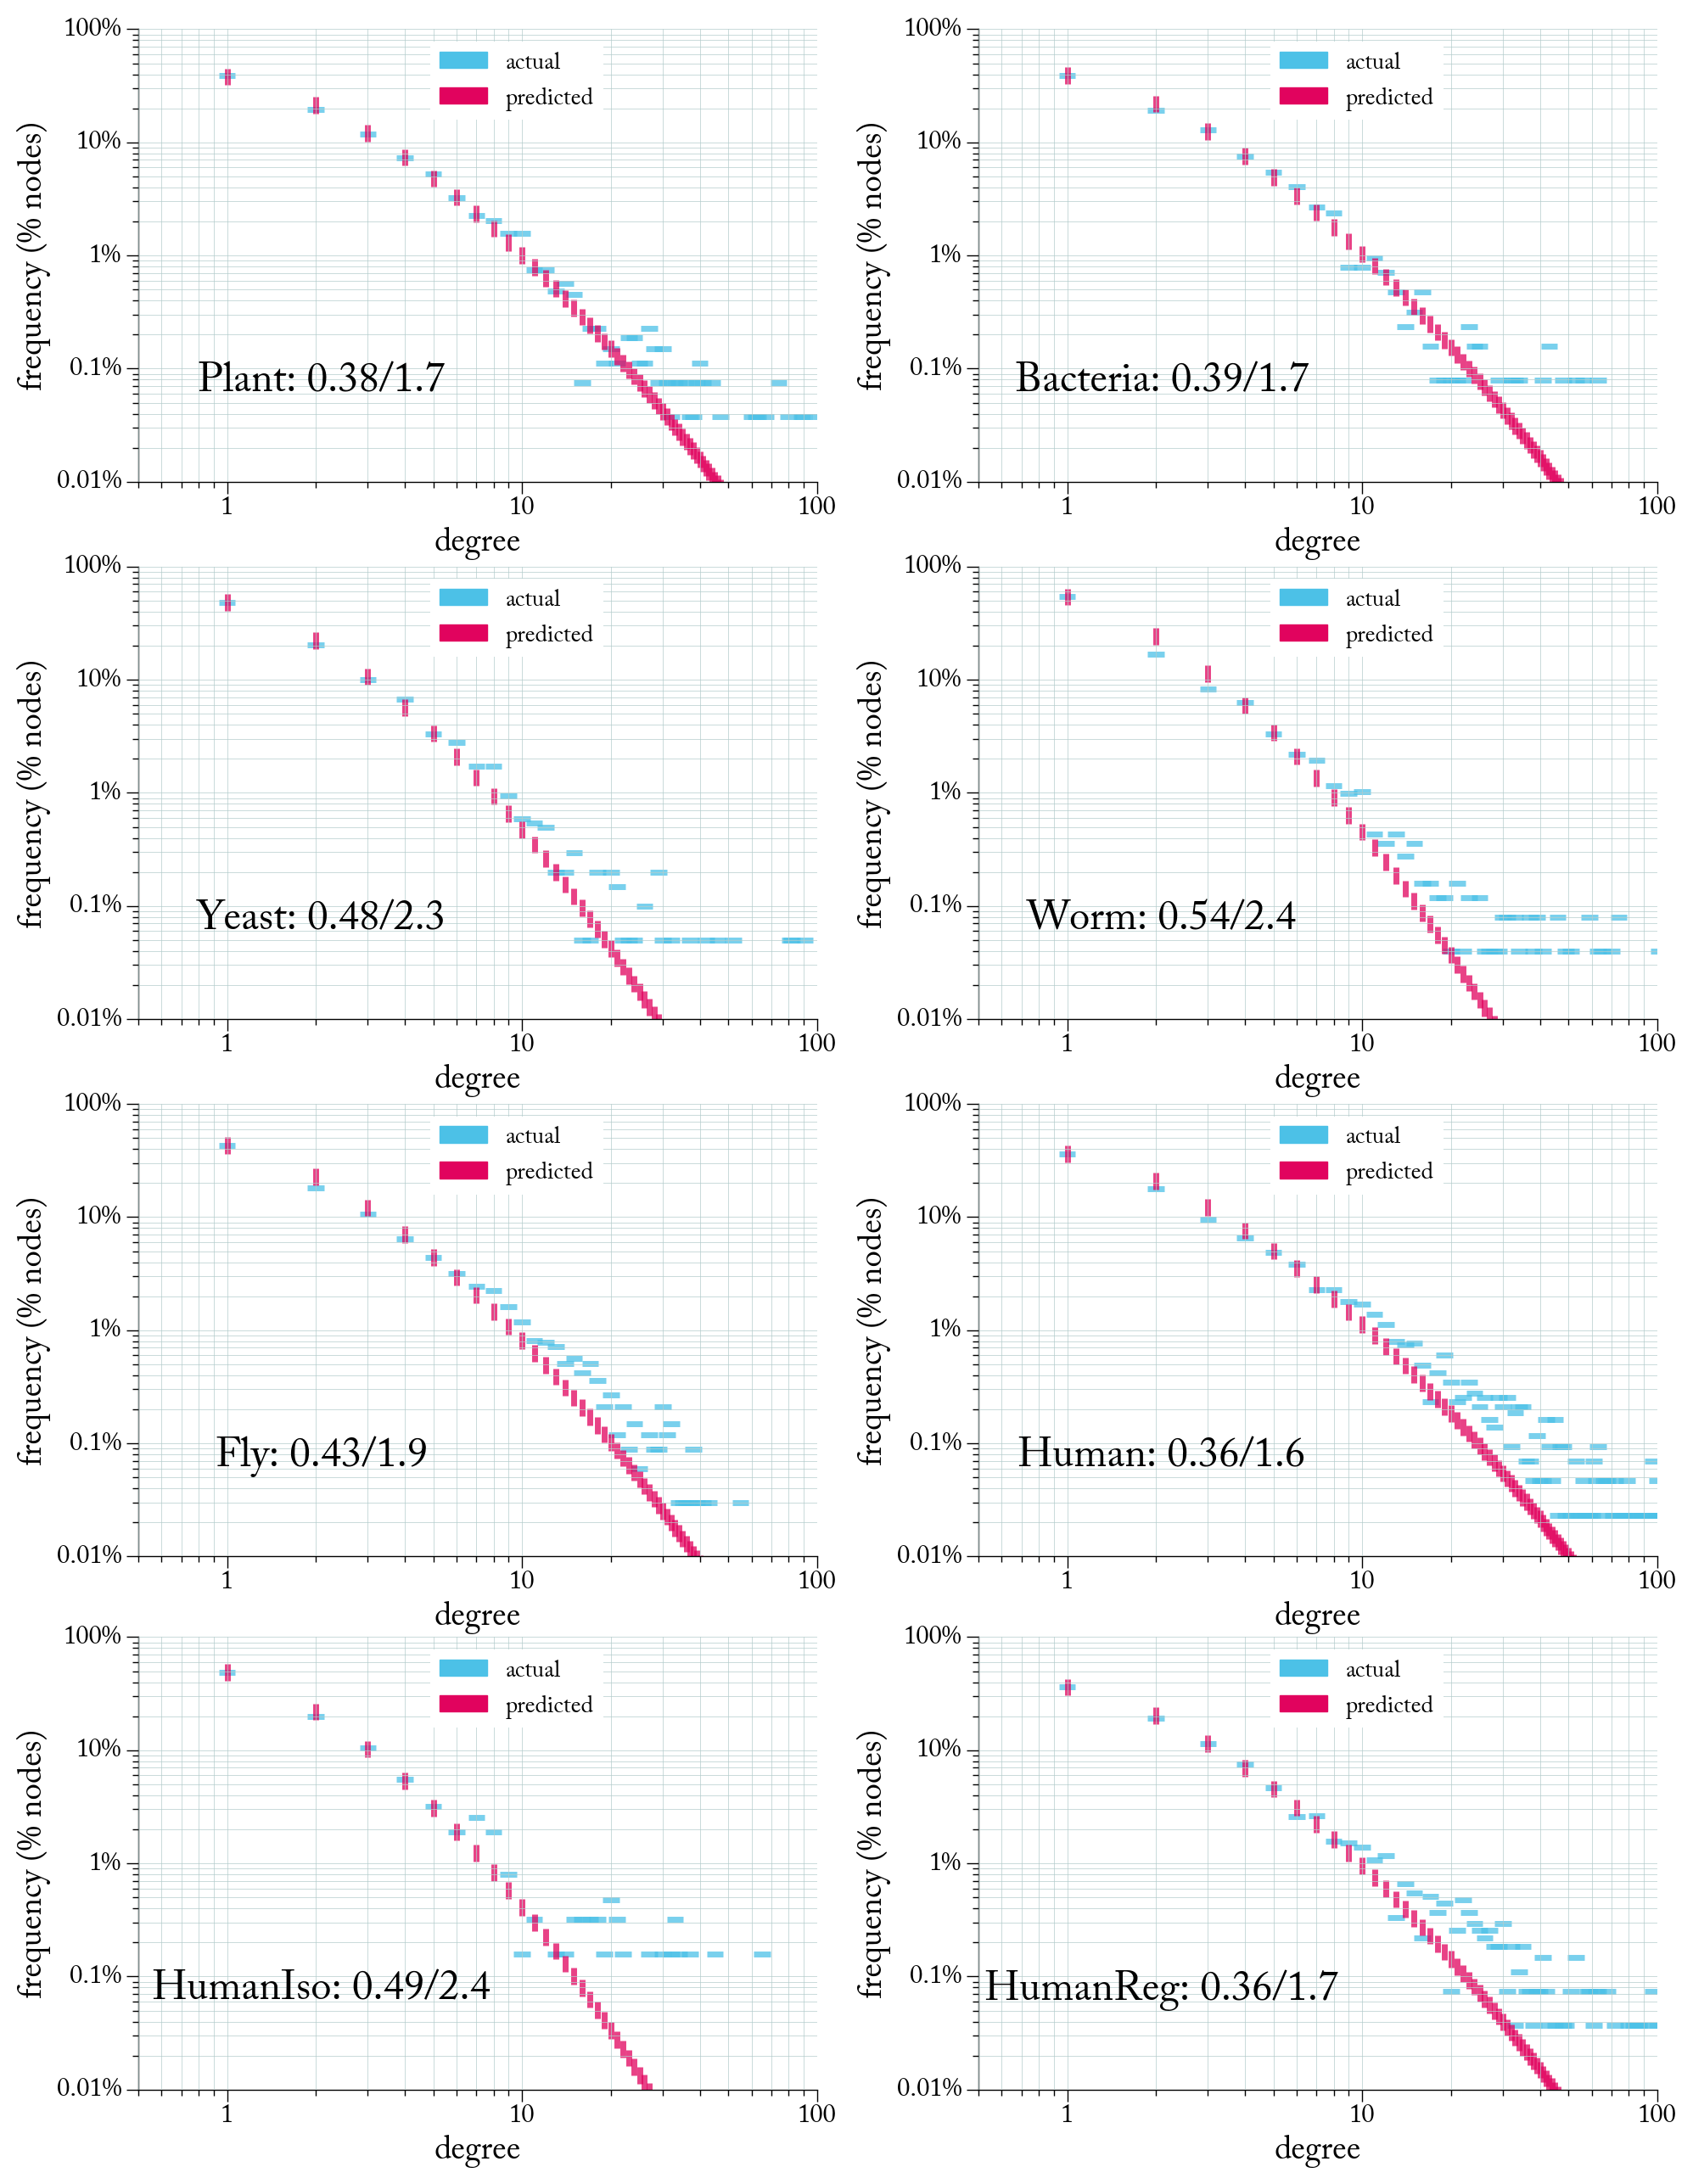 100%
10%
1%
0.1%
0.01%
frequency (% nodes)
actual
predicted
Plant: 0.38/1.7
1 10 100
degree
100%
10%
1%
0.1%
0.01%
frequency (% nodes)
actual
predicted
Bacteria: 0.39/1.7
1 10 100
degree
100%
10%
1%
0.1%
0.01%
frequency (% nodes)
actual
predicted
Yeast: 0.48/2.3
1 10 100
degree
100%
10%
1%
0.1%
0.01%
frequency (% nodes)
actual
predicted
Worm: 0.54/2.4
1 10 100
degree
100%
10%
1%
0.1%
0.01%
frequency (% nodes)
actual
predicted
Fly: 0.43/1.9
1 10 100
degree
100%
10%
1%
0.1%
0.01%
frequency (% nodes)
actual
predicted
Human: 0.36/1.6
1 10 100
degree
100%
10%
1%
0.1%
0.01%
frequency (% nodes)
actual
predicted
HumanIso: 0.49/2.4
1 10 100
degree
100%
10%
1%
0.1%
0.01%
frequency (% nodes)
actual
predicted
HumanReg: 0.36/1.7
1 10 100
degree